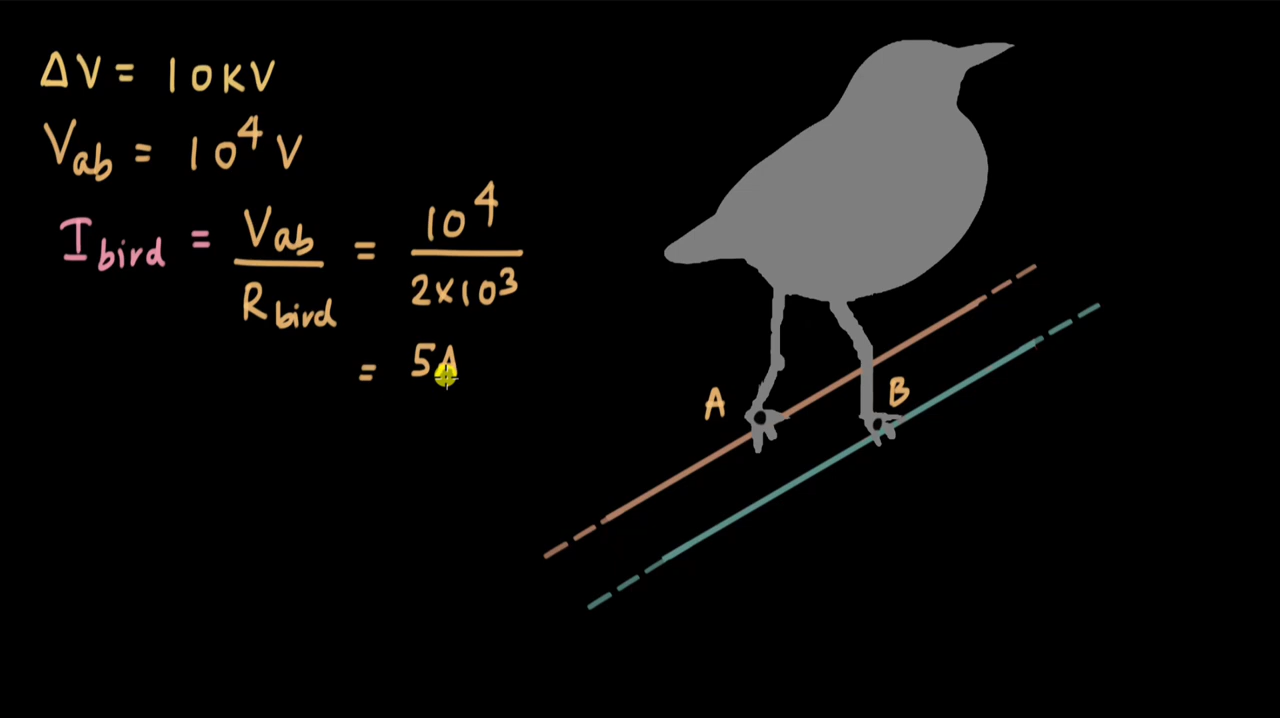 ΔV = 10KV
Vab = 10⁴ V
Ibird = Vab / Rbird = 10⁴ / 2×10³
= 5A
A
B